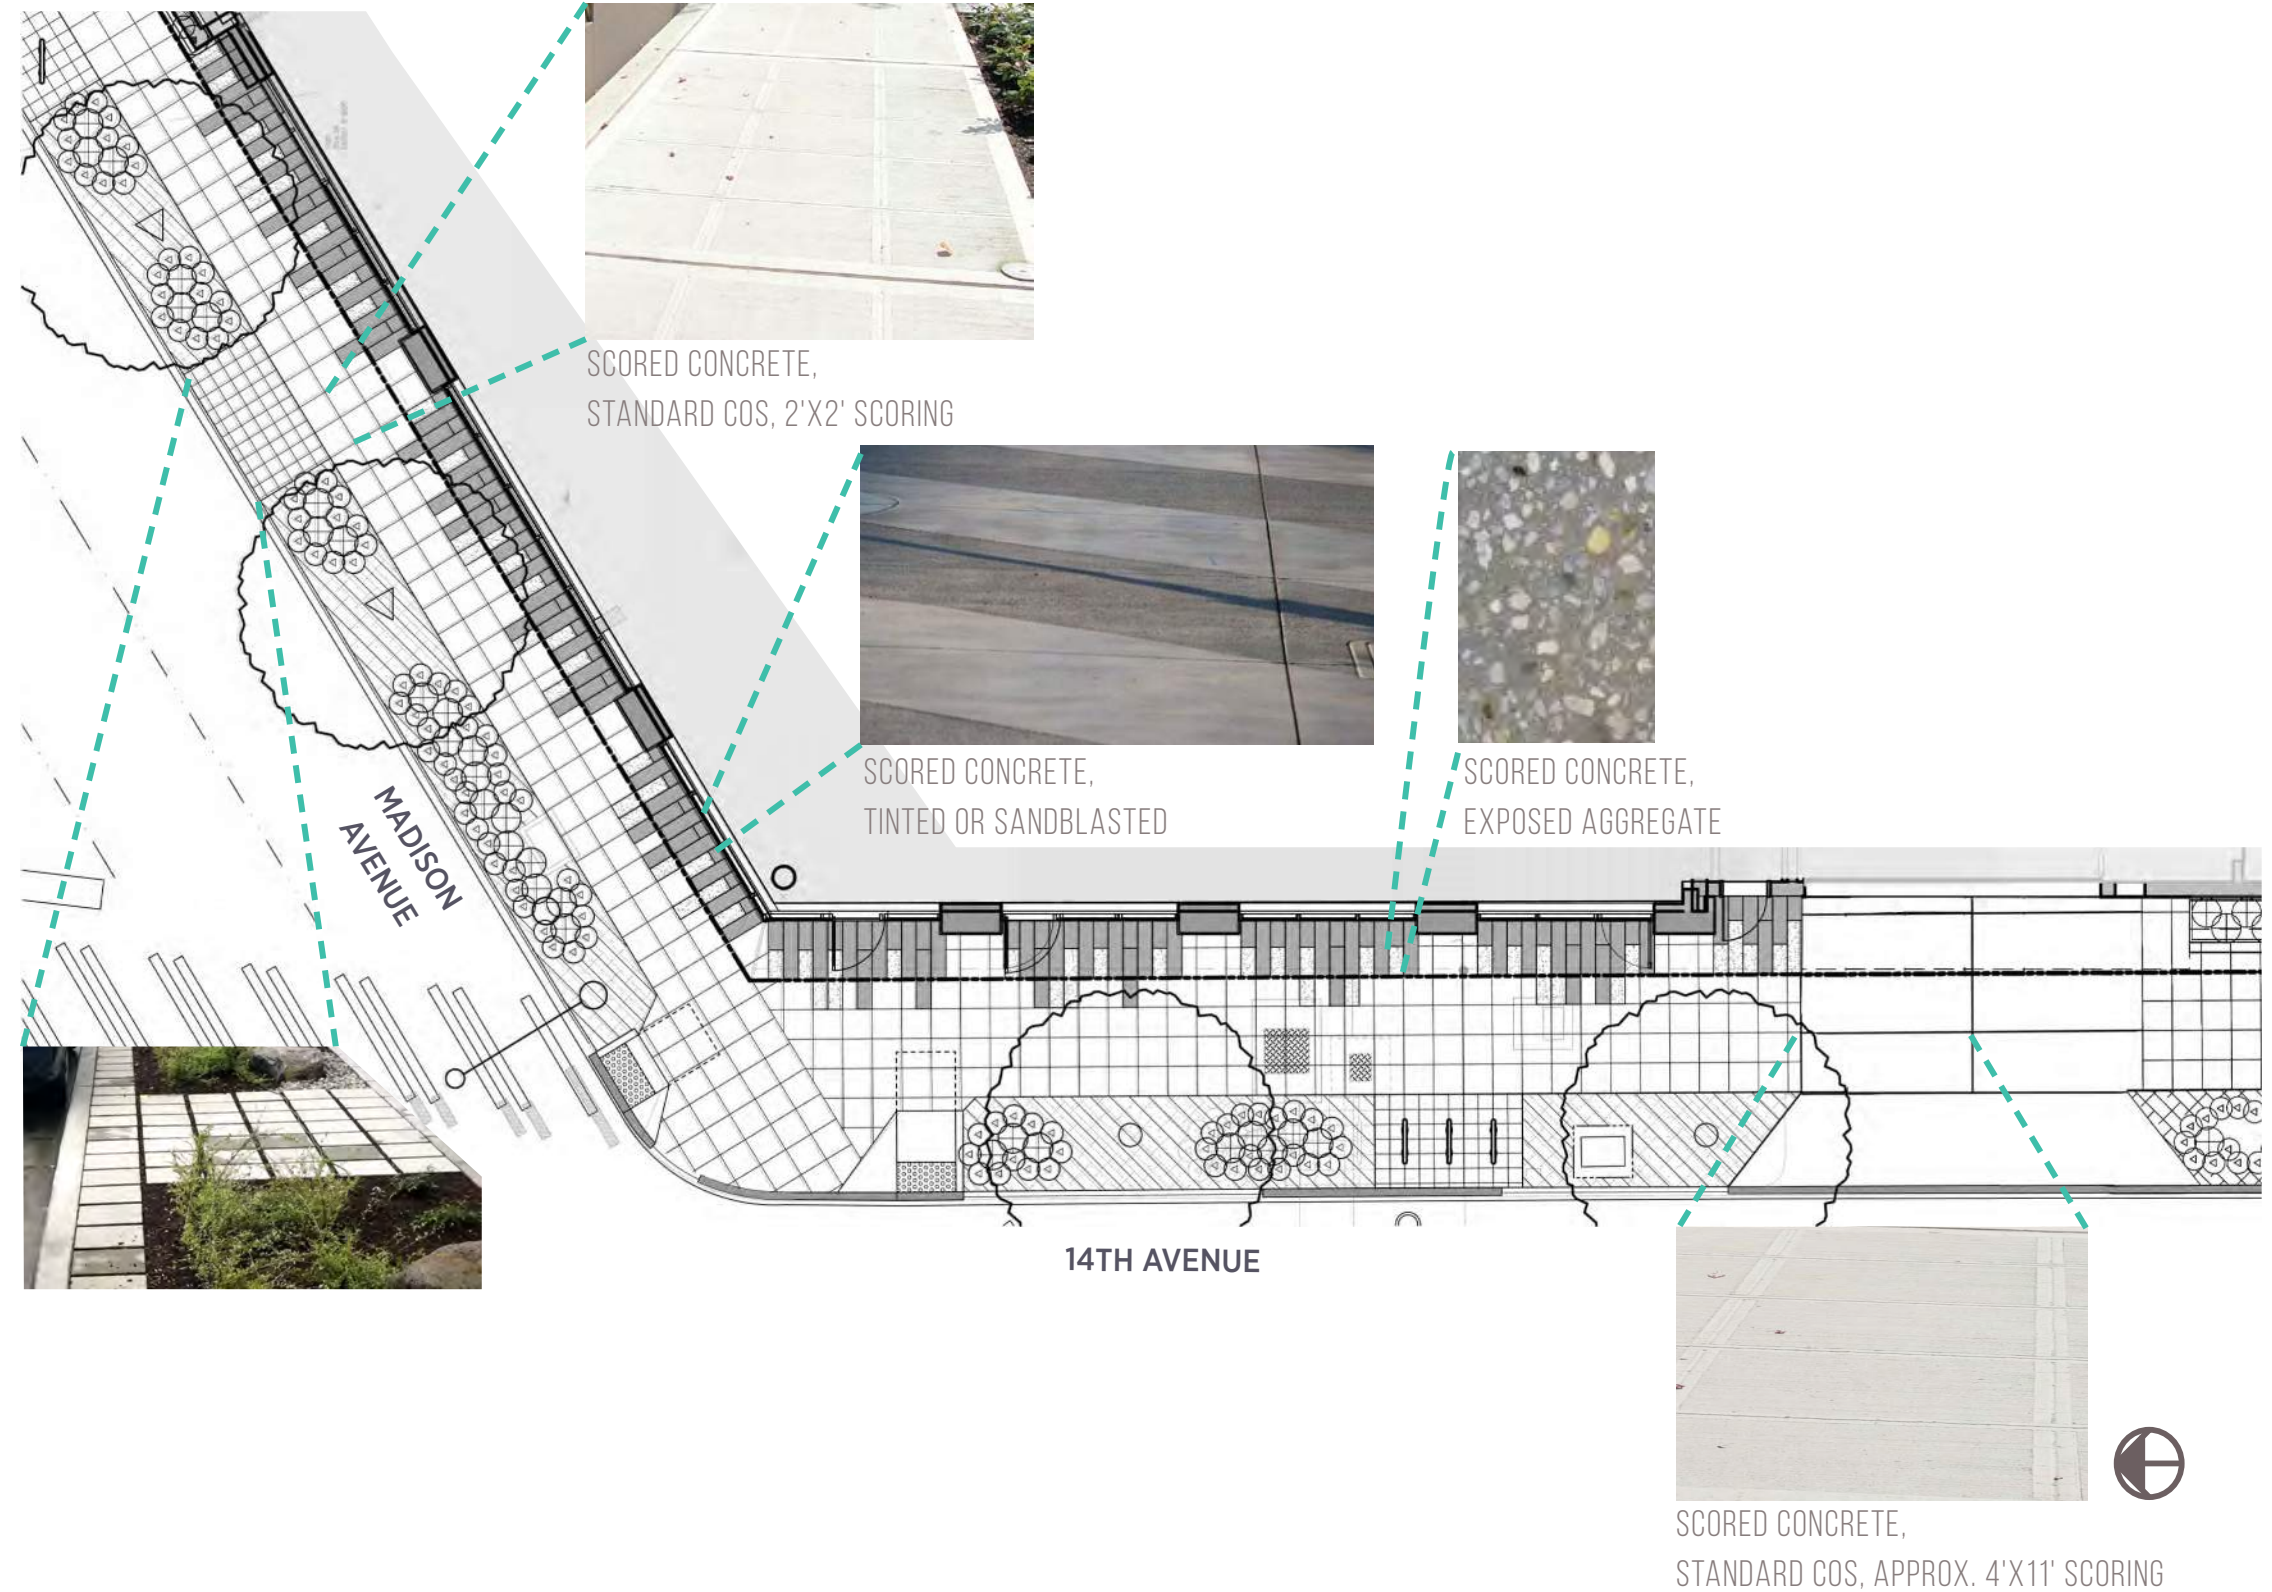 SCORED CONCRETE,
STANDARD COS, 2'X2' SCORING
SCORED CONCRETE,
TINTED OR SANDBLASTED
SCORED CONCRETE,
EXPOSED AGGREGATE
MADISON
AVENUE
14TH AVENUE
SCORED CONCRETE,
STANDARD COS, APPROX. 4'X11' SCORING